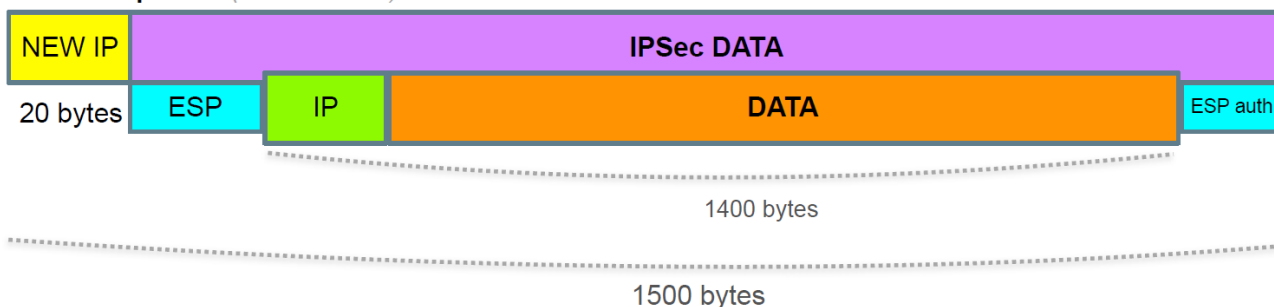 NEW IP
IPSec DATA
20 bytes
ESP
IP
DATA
ESP auth
1400 bytes
1500 bytes